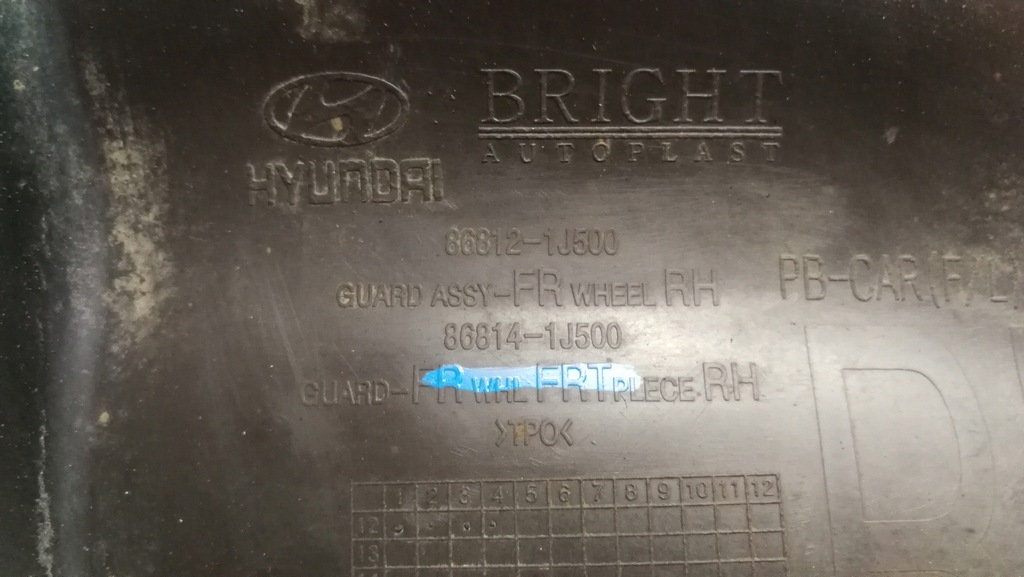 HYUNDAI
BRIGHT
AUTOPLAST
86812-1J500
GUARD ASSY-FR WHEEL RH
86814-1J500
GUARD-FR WHL FRT PLECE RH
>TPO<
PB-CAR.(F/L)
1 2 3 4 5 6 7 8 9 10 11 12
12
13